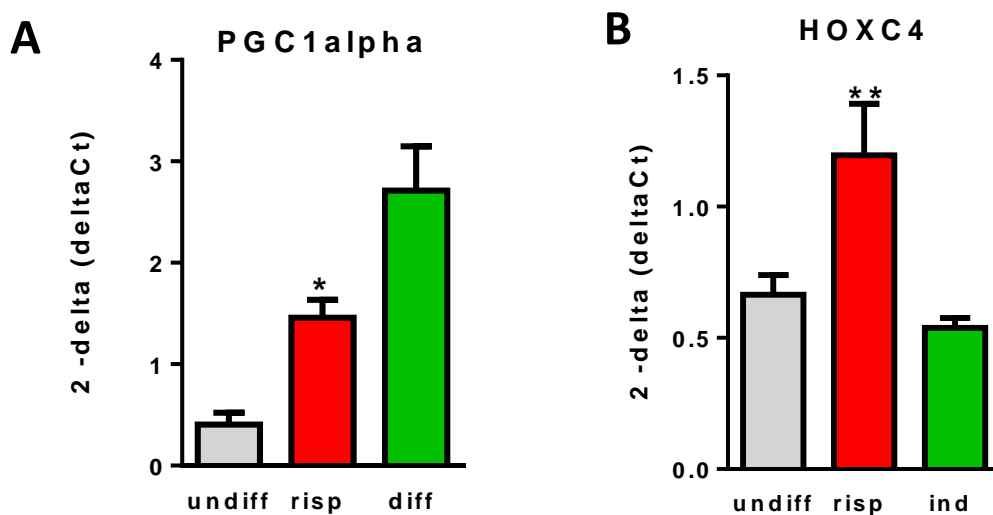 A
PGC1alpha
4
3
2
1
0
2 -delta (deltaCt)
*
undiff risp diff
B
HOXC4
1.5
1.0
0.5
0.0
2 -delta (deltaCt)
**
undiff risp ind